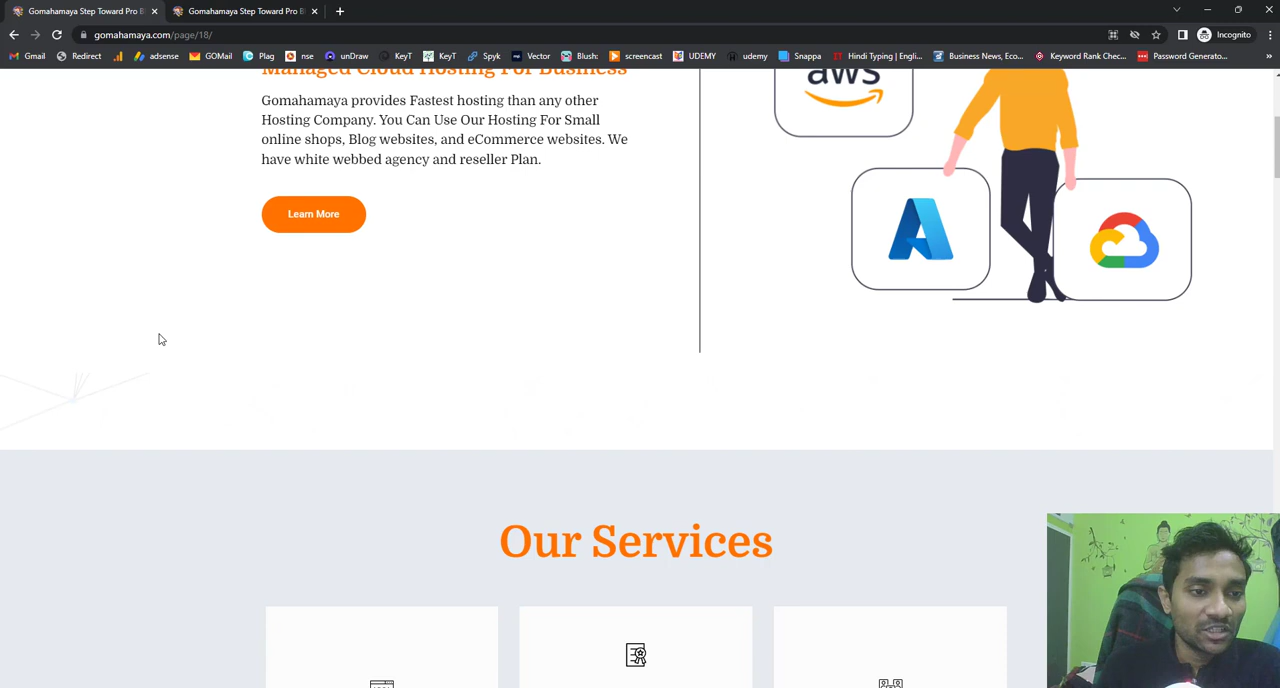 Gomahamaya Step Toward Pro B
Gomahamaya Step Toward Pro B
gomahamaya.com/page/18/
Incognito
Gmail
Redirect
adsense
GOMail
Plag
nse
unDraw
KeyT
KeyT
Spyk
Vector
Blush:
screencast
UDEMY
udemy
Snappa
Hindi Typing | Engli...
Business News, Eco...
Keyword Rank Chec...
Password Generato...
»
Managed Cloud Hosting For Business
Gomahamaya provides Fastest hosting than any other
Hosting Company. You Can Use Our Hosting For Small
online shops, Blog websites, and eCommerce websites. We
have white webbed agency and reseller Plan.
Learn More
aws
Our Services